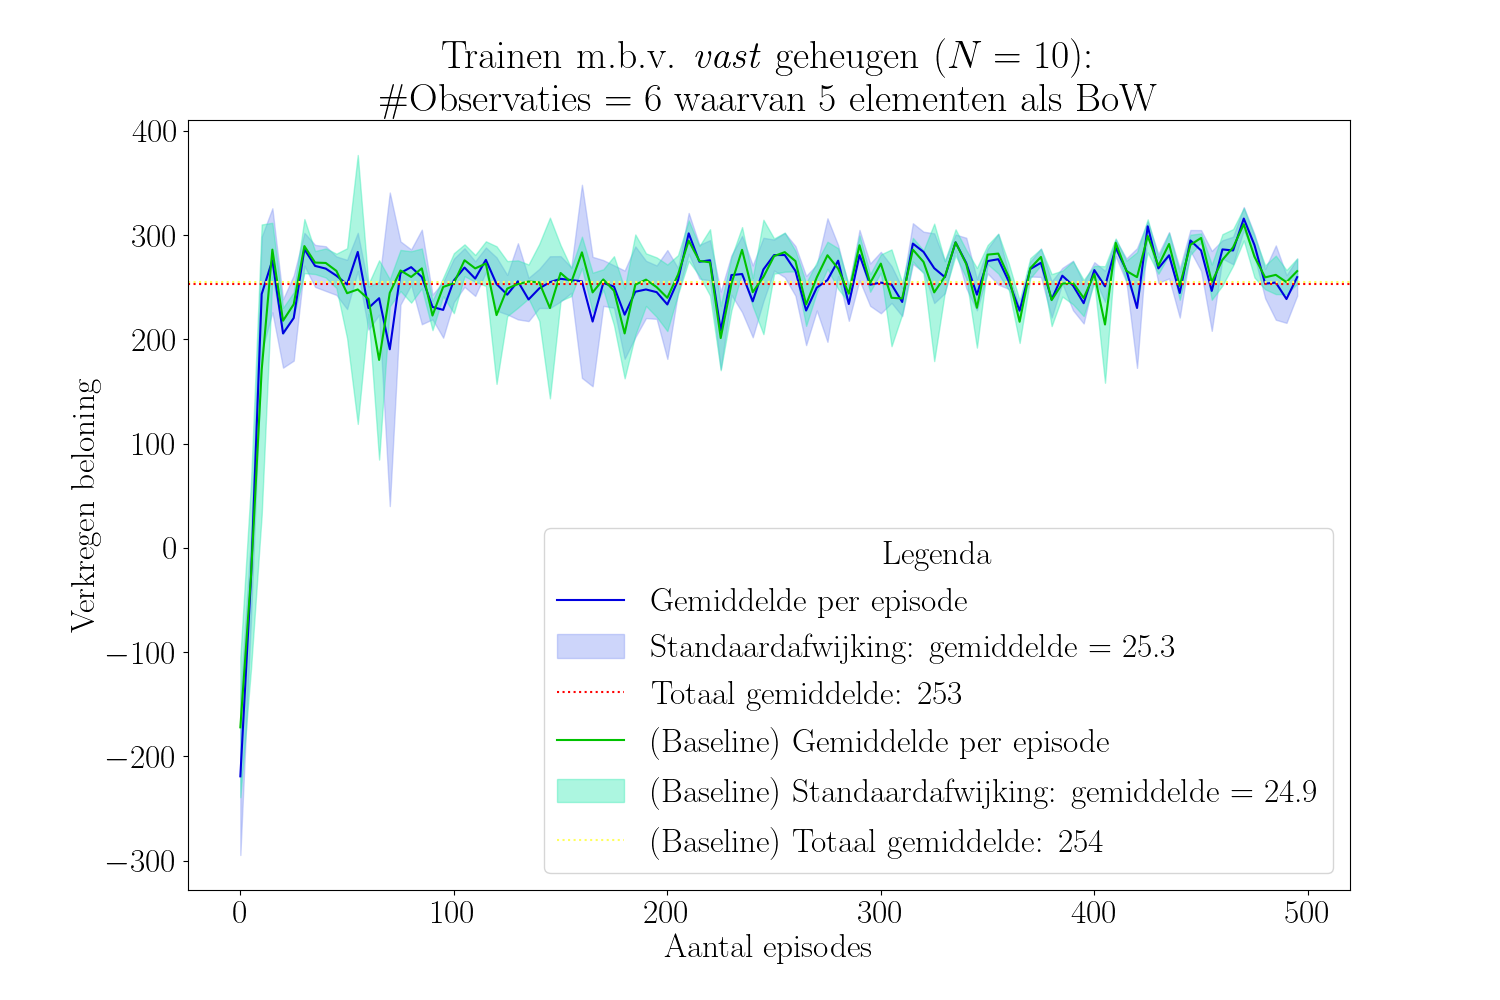 Trainen m.b.v. vast geheugen (N = 10):
#Observaties = 6 waarvan 5 elementen als BoW
400
300
200
100
0
−100
−200
−300
Verkregen beloning
Legenda
Gemiddelde per episode
Standaardafwijking: gemiddelde = 25.3
Totaal gemiddelde: 253
(Baseline) Gemiddelde per episode
(Baseline) Standaardafwijking: gemiddelde = 24.9
(Baseline) Totaal gemiddelde: 254
0 100 200 300 400 500
Aantal episodes